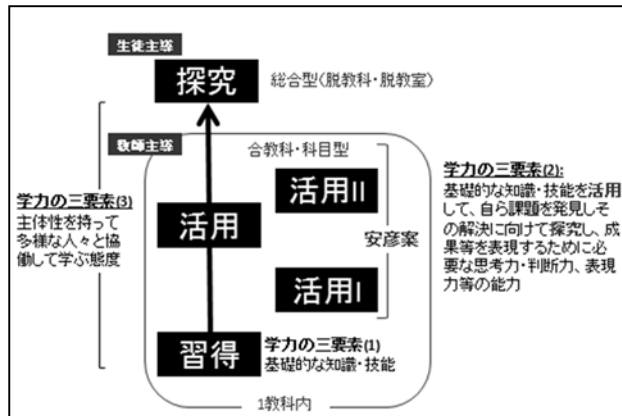 生徒主導
探究
総合型(脱教科・脱教室)
教師主導
合教科・科目型
学力の三要素(3)
主体性を持って
多様な人々と協
働して学ぶ態度
活用
活用II
安彦案
活用I
学力の三要素(2):
基礎的な知識・技能を活用
して、自ら課題を発見しそ
の解決に向けて探究し、成
果等を表現するために必
要な思考力・判断力、表現
力等の能力
習得
学力の三要素(1)
基礎的な知識・技能
1教科内